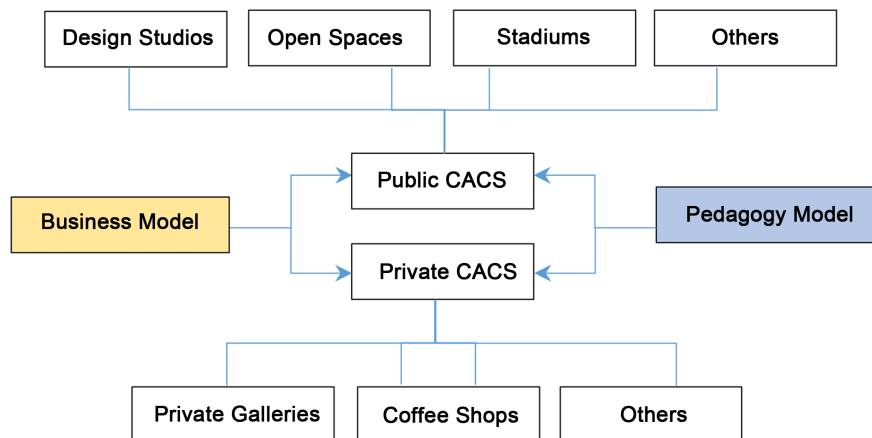 Design Studios
Open Spaces
Stadiums
Others
Public CACS
Business Model
Pedagogy Model
Private CACS
Private Galleries
Coffee Shops
Others